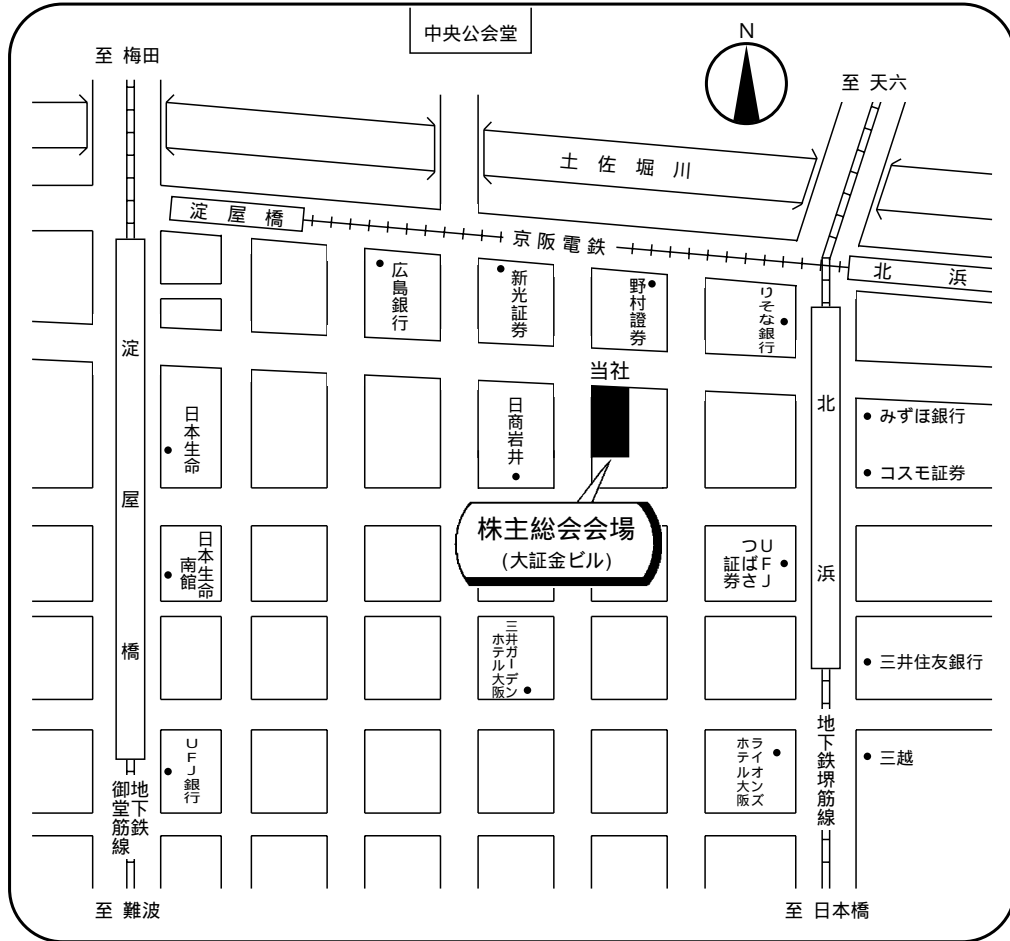 中央公会堂
N
至 梅田
至 天六
土佐堀川
淀屋橋
京阪電鉄
北浜
広島銀行
新光証券
野村證券
りそな銀行
当社
淀屋橋
日本生命
日商岩井
北浜
みずほ銀行
コスモ証券
株主総会会場
(大証金ビル)
日本生命
南館
UFJ
つばさ
証券
三井ガーデン
ホテル大阪
三井住友銀行
UFJ銀行
ライオンズ
ホテル大阪
三越
地下鉄
御堂筋線
地下鉄堺筋線
至 難波
至 日本橋